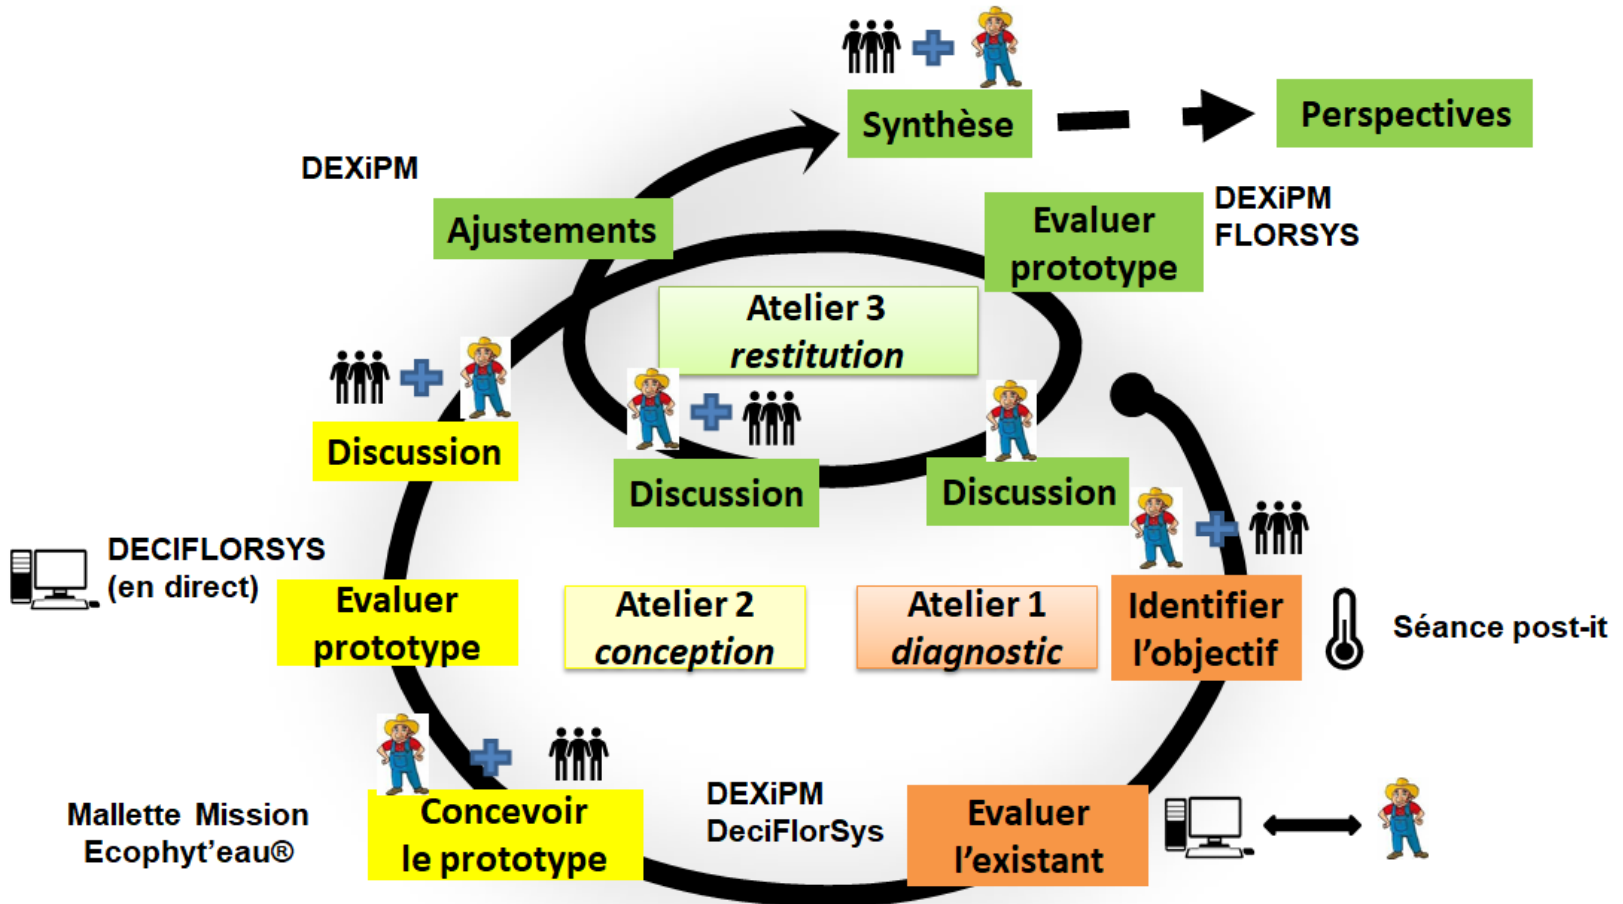 Synthèse
Perspectives
DEXiPM
Ajustements
Evaluer
prototype
DEXiPM
FLORSYS
Atelier 3
restitution
Discussion
Discussion
Discussion
DECIFLORSYS
(en direct)
Evaluer
prototype
Atelier 2
conception
Atelier 1
diagnostic
Identifier
l'objectif
Séance post-it
Mallette Mission
Ecophyt'eau®
Concevoir
le prototype
DEXiPM
DeciFlorSys
Evaluer
l'existant